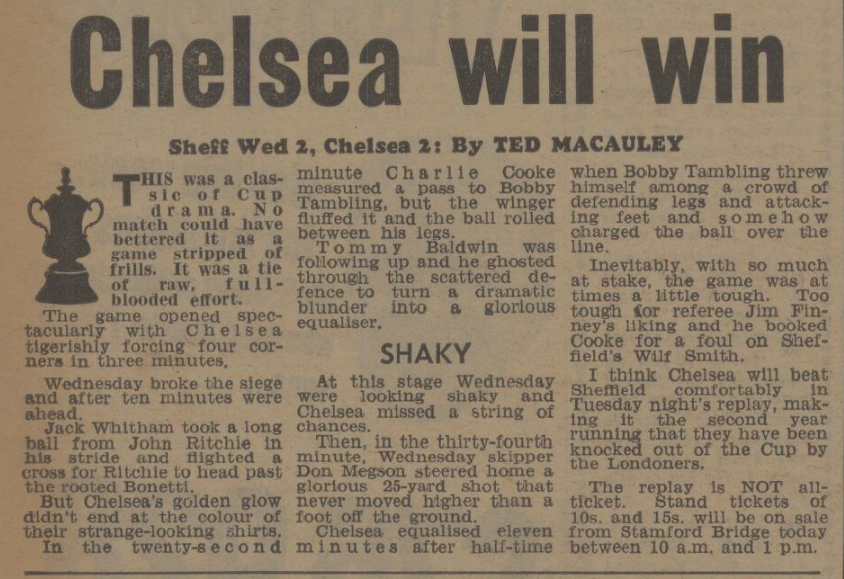 Chelsea will win
Sheff Wed 2, Chelsea 2: By TED MACAULEY
THIS was a clas-
sic of Cup
drama. No
match could have
bettered it as a
game stripped of
frills. It was a tie
of raw, full-
blooded effort.
The game opened spec-
tacularly with Chelsea
tigerishly forcing four cor-
ners in three minutes.
Wednesday broke the siege
and after ten minutes were
ahead.
Jack Whitham took a long
ball from John Ritchie in
his stride and flighted a
cross for Ritchie to head past
the rooted Bonetti.
But Chelsea's golden glow
didn't end at the colour of
their strange-looking shirts.
In the twenty-second
minute Charlie Cooke
measured a pass to Bobby
Tambling, but the winger
fluffed it and the ball rolled
between his legs.
Tommy Baldwin was
following up and he ghosted
through the scattered de-
fence to turn a dramatic
blunder into a glorious
equaliser.
SHAKY
At this stage Wednesday
were looking shaky and
Chelsea missed a string of
chances.
Then, in the thirty-fourth
minute, Wednesday skipper
Don Megson steered home a
glorious 25-yard shot that
never moved higher than a
foot off the ground.
Chelsea equalised eleven
minutes after half-time
when Bobby Tambling threw
himself among a crowd of
defending legs and attack-
ing feet and somehow
charged the ball over the
line.
Inevitably, with so much
at stake, the game was at
times a little tough. Too
tough for referee Jim Fin-
ney's liking and he booked
Cooke for a foul on Shef-
field's Wilf Smith.
I think Chelsea will beat
Sheffield comfortably in
Tuesday night's replay, mak-
ing it the second year
running that they have been
knocked out of the Cup by
the Londoners.
The replay is NOT all-
ticket. Stand tickets of
10s. and 15s. will be on sale
from Stamford Bridge today
between 10 a.m. and 1 p.m.